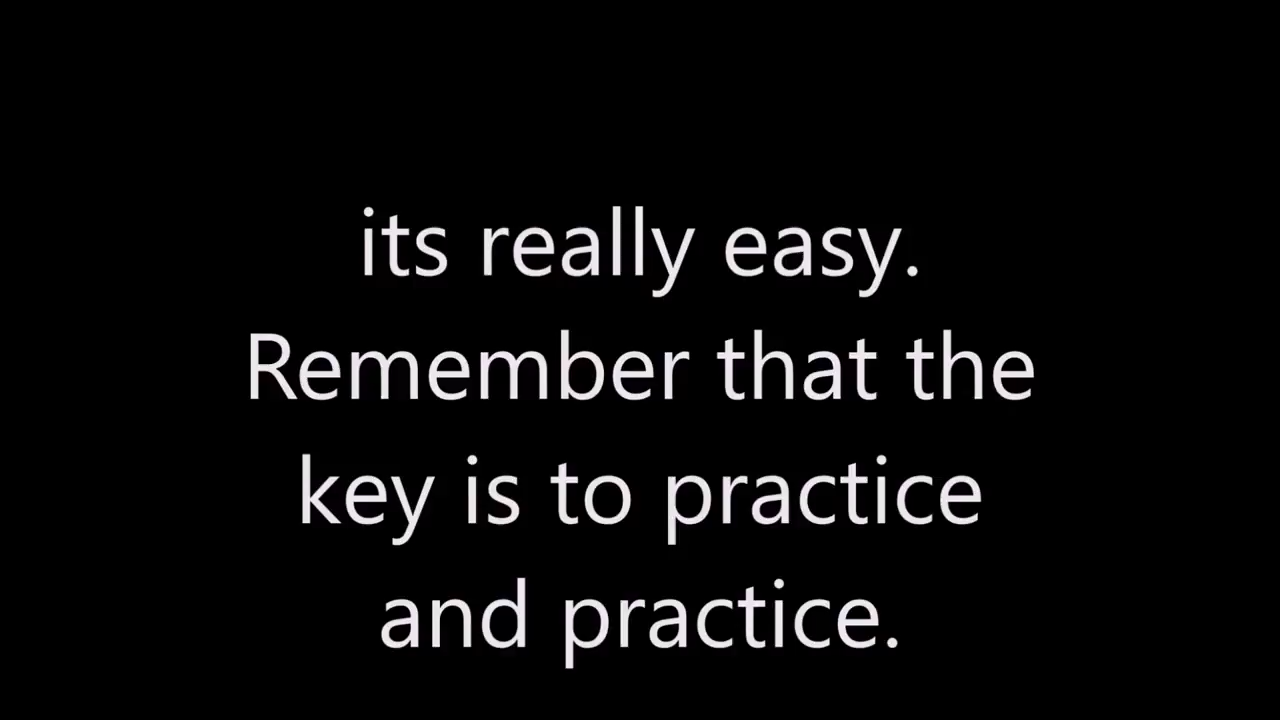 its really easy.
Remember that the
key is to practice
and practice.